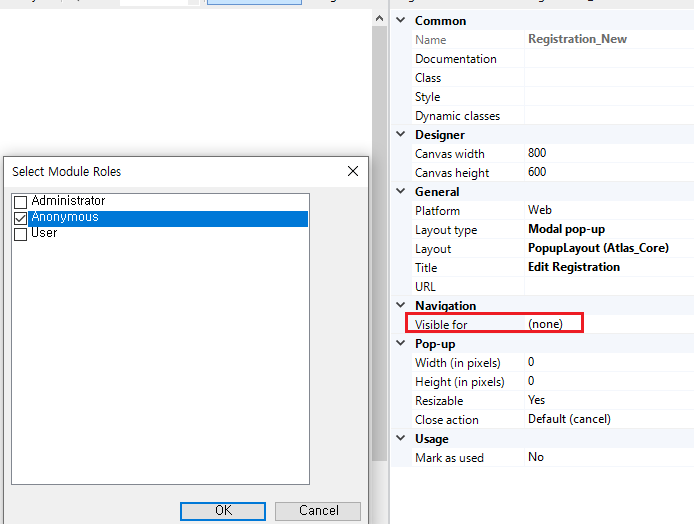 Select Module Roles
Administrator
Anonymous
User
OK
Cancel
Common
Name Registration_New
Documentation
Class
Style
Dynamic classes
Designer
Canvas width 800
Canvas height 600
General
Platform Web
Layout type Modal pop-up
Layout PopupLayout (Atlas_Core)
Title Edit Registration
URL
Navigation
Visible for (none)
Pop-up
Width (in pixels) 0
Height (in pixels) 0
Resizable Yes
Close action Default (cancel)
Usage
Mark as used No